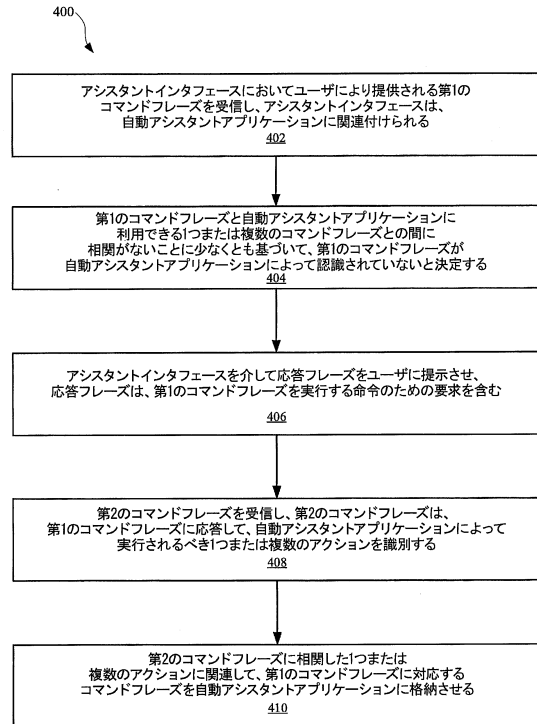 400
アシスタントインタフェースにおいてユーザにより提供される第1の
コマンドフレーズを受信し、アシスタントインタフェースは、
自動アシスタントアプリケーションに関連付けられる
402
第1のコマンドフレーズと自動アシスタントアプリケーションに
利用できる1つまたは複数のコマンドフレーズとの間に
相関がないことに少なくとも基づいて、第1のコマンドフレーズが
自動アシスタントアプリケーションによって認識されていないと決定する
404
アシスタントインタフェースを介して応答フレーズをユーザに提示させ、
応答フレーズは、第1のコマンドフレーズを実行する命令のための要求を含む
406
第2のコマンドフレーズを受信し、第2のコマンドフレーズは、
第1のコマンドフレーズに応答して、自動アシスタントアプリケーションによって
実行されるべき1つまたは複数のアクションを識別する
408
第2のコマンドフレーズに相関した1つまたは
複数のアクションに関連して、第1のコマンドフレーズに対応する
コマンドフレーズを自動アシスタントアプリケーションに格納させる
410